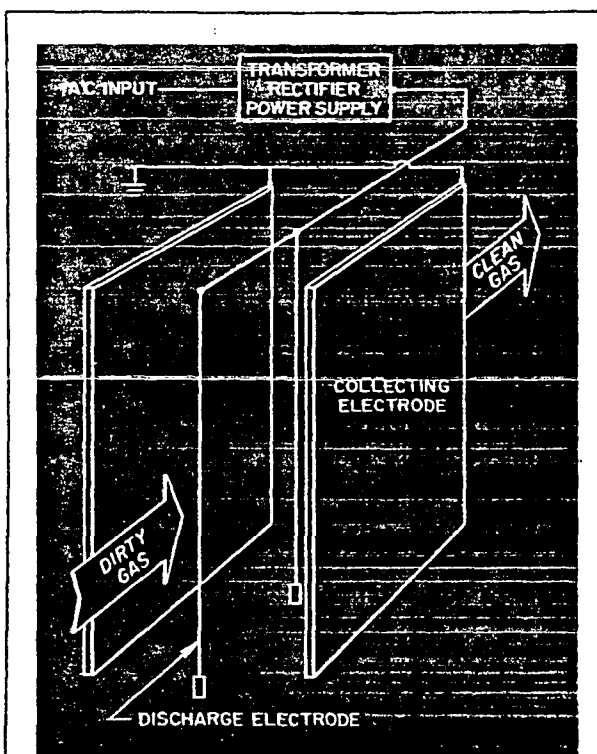 TRANSFORMER
RECTIFIER
POWER SUPPLY
A.C. INPUT
CLEAN
GAS
COLLECTING
ELECTRODE
DIRTY
GAS
DISCHARGE ELECTRODE